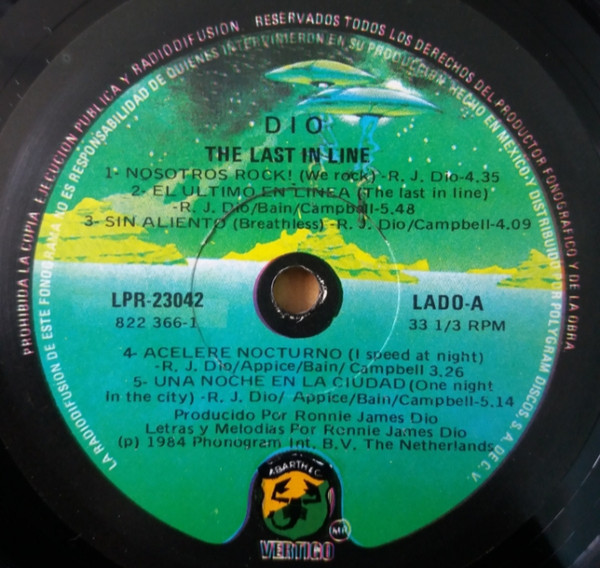 RESERVADOS TODOS LOS DERECHOS DEL PRODUCTOR FONOGRAFICO Y DE LA OBRA
PROHIBIDA LA COPIA EJECUCION PUBLICA Y RADIODIFUSION.
LA RADIODIFUSION DE ESTE FONOGRAMA NO ES RESPONSABILIDAD DE QUIENES INTERVINIERON EN SU PRODUCCION. HECHO EN MEXICO Y DISTRIBUIDO POR POLYGRAM DISCOS, S. A. DE C. V.
DIO
THE LAST IN LINE
1- NOSOTROS ROCK! (We rock) -R. J. Dio-4.35
2- EL ULTIMO EN LINEA (The last in line)
-R. J. Dio/Bain/Campball-5.48
3- SIN ALIENTO (Breathless) -R. J. Dio/Campbell-4.09
LPR-23042
822 366-1
LADO-A
33 1/3 RPM
4- ACELERE NOCTURNO (I speed at night)
-R. J. Dio/Appice/Bain/ Campbell 3.26
5- UNA NOCHE EN LA CIUDAD (One night
In the city) - R. J. Dio/ Appice/Bain/Campbell-5.14
Producido Por Ronnie James Dio
Letras y Melodias Por Ronnie James Dio
(p) 1984 Phonogram Int. B. V. The Netherlands
VERTIGO
MR